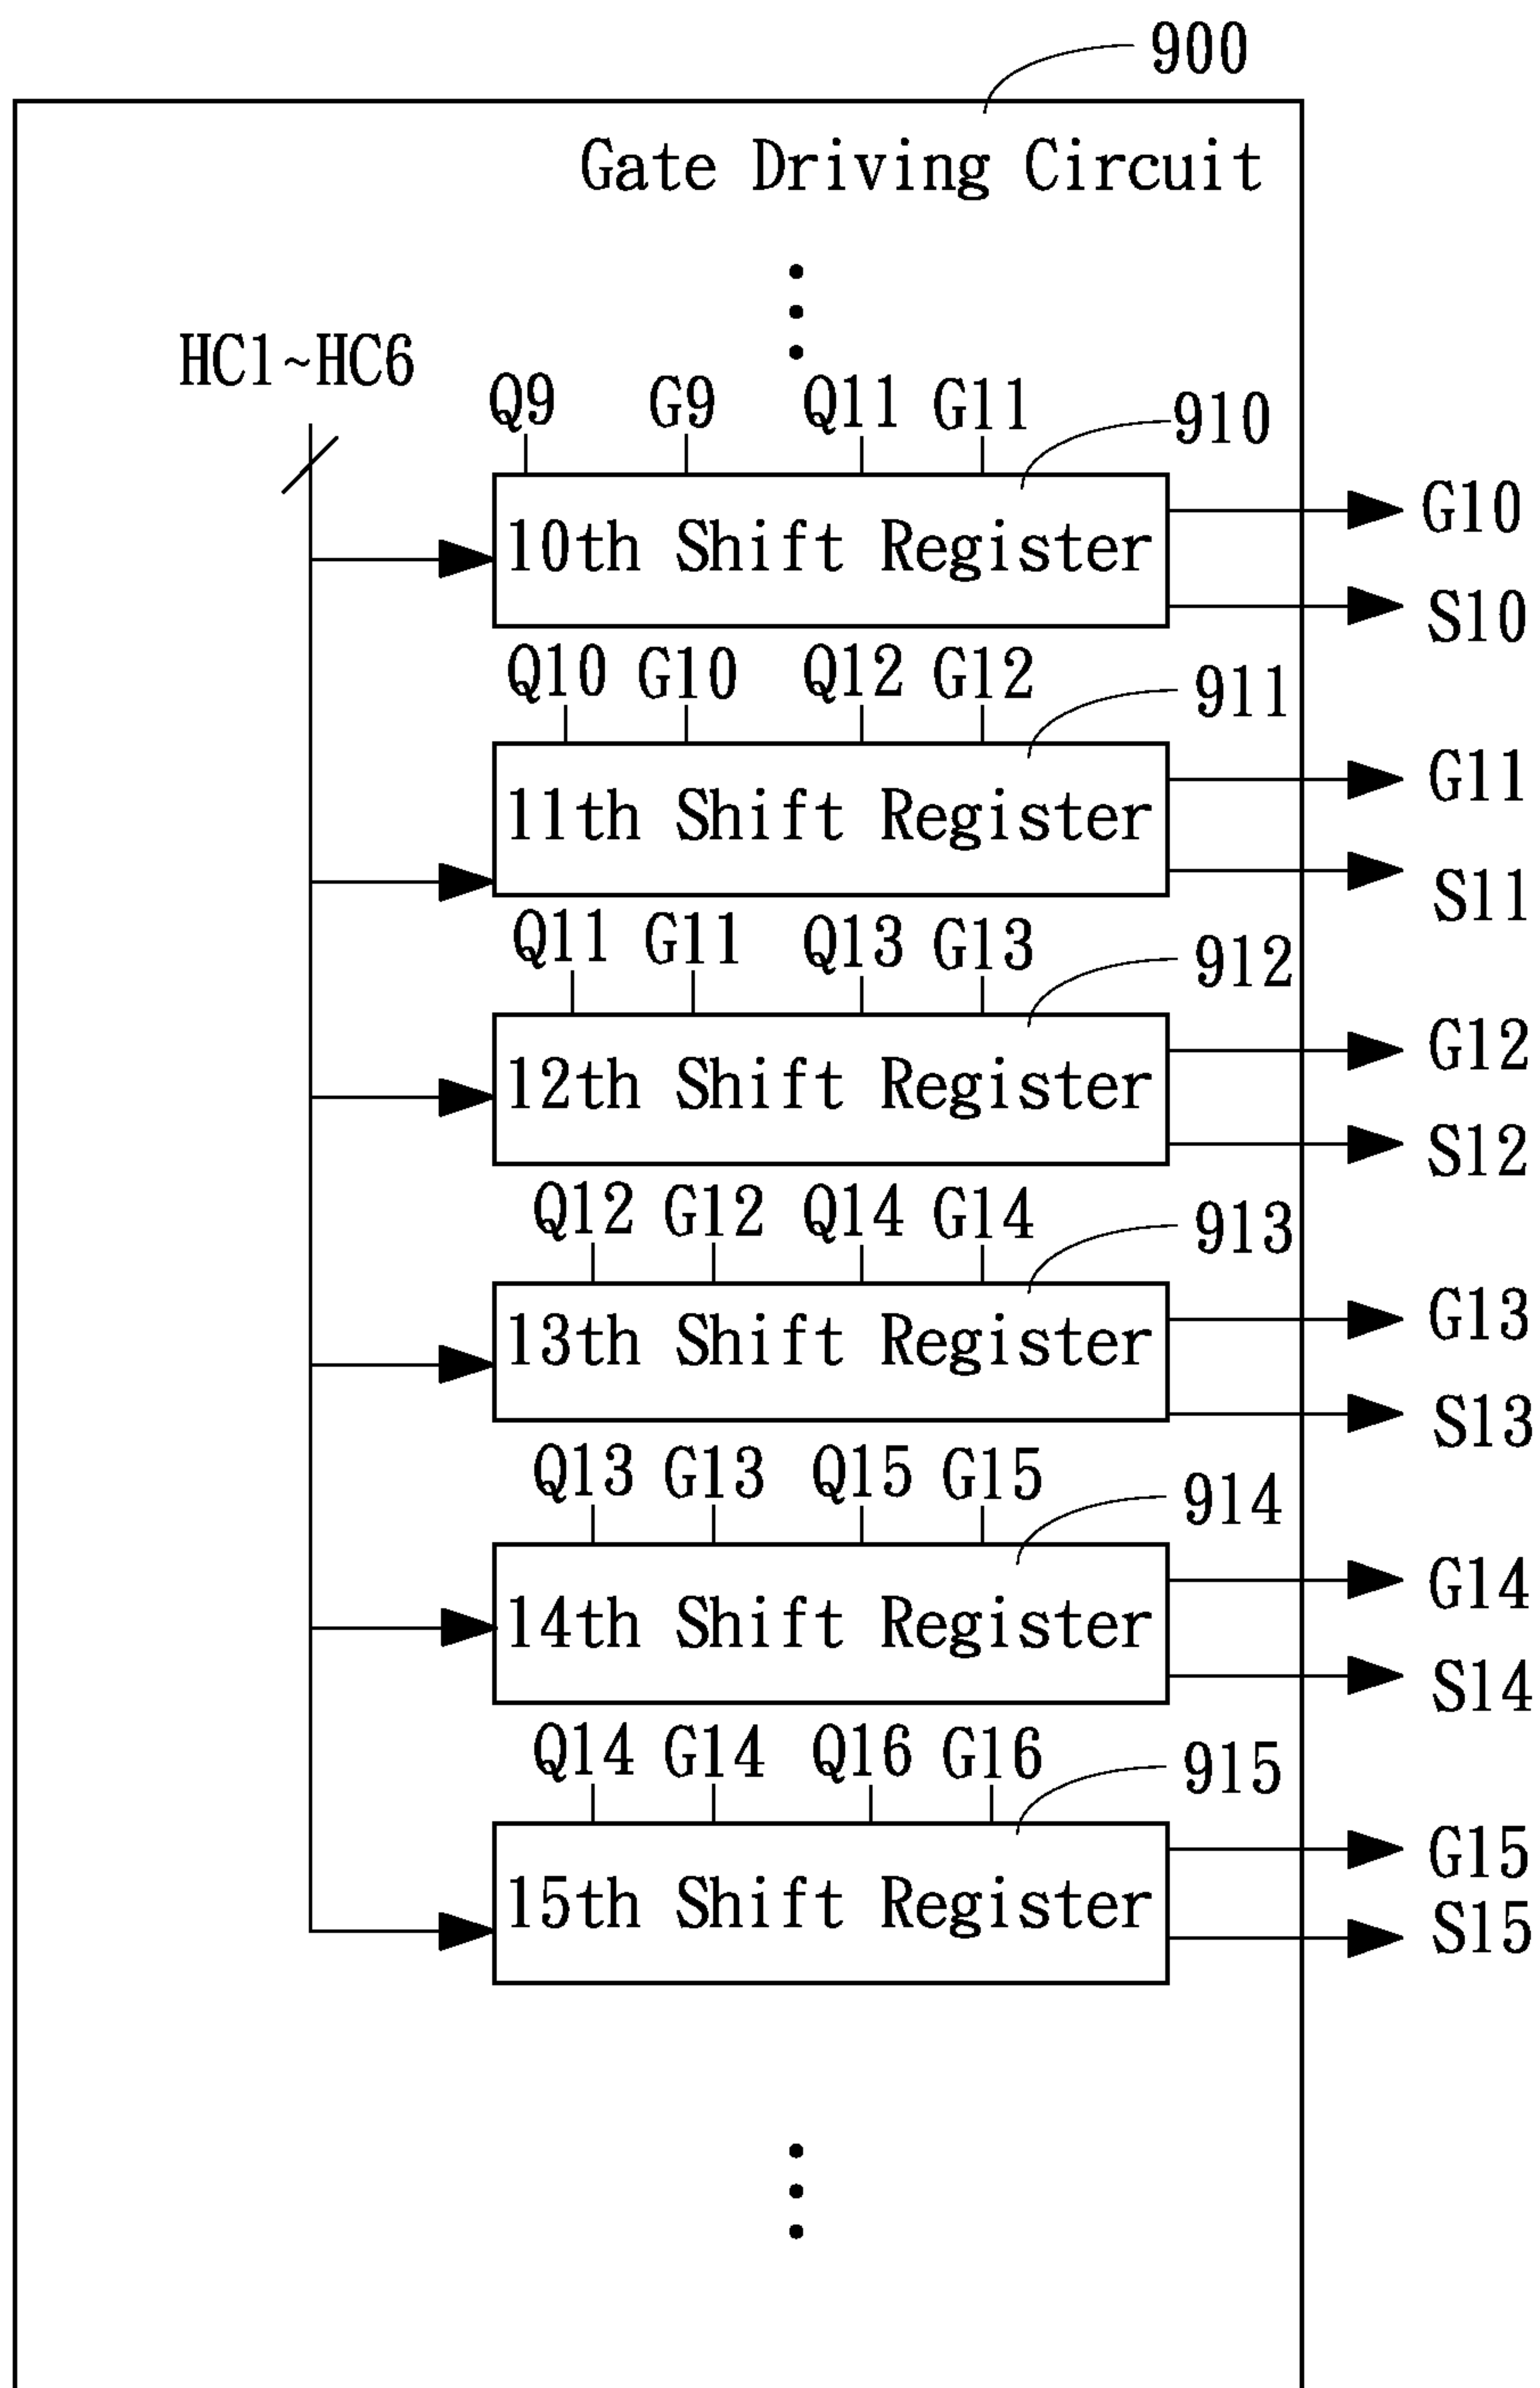 900
Gate Driving Circuit
HC1~HC6
Q9 G9 Q11 G11 910
10th Shift Register
G10
S10
Q10 G10 Q12 G12 911
11th Shift Register
G11
S11
Q11 G11 Q13 G13 912
12th Shift Register
G12
S12
Q12 G12 Q14 G14 913
13th Shift Register
G13
S13
Q13 G13 Q15 G15 914
14th Shift Register
G14
S14
Q14 G14 Q16 G16 915
15th Shift Register
G15
S15